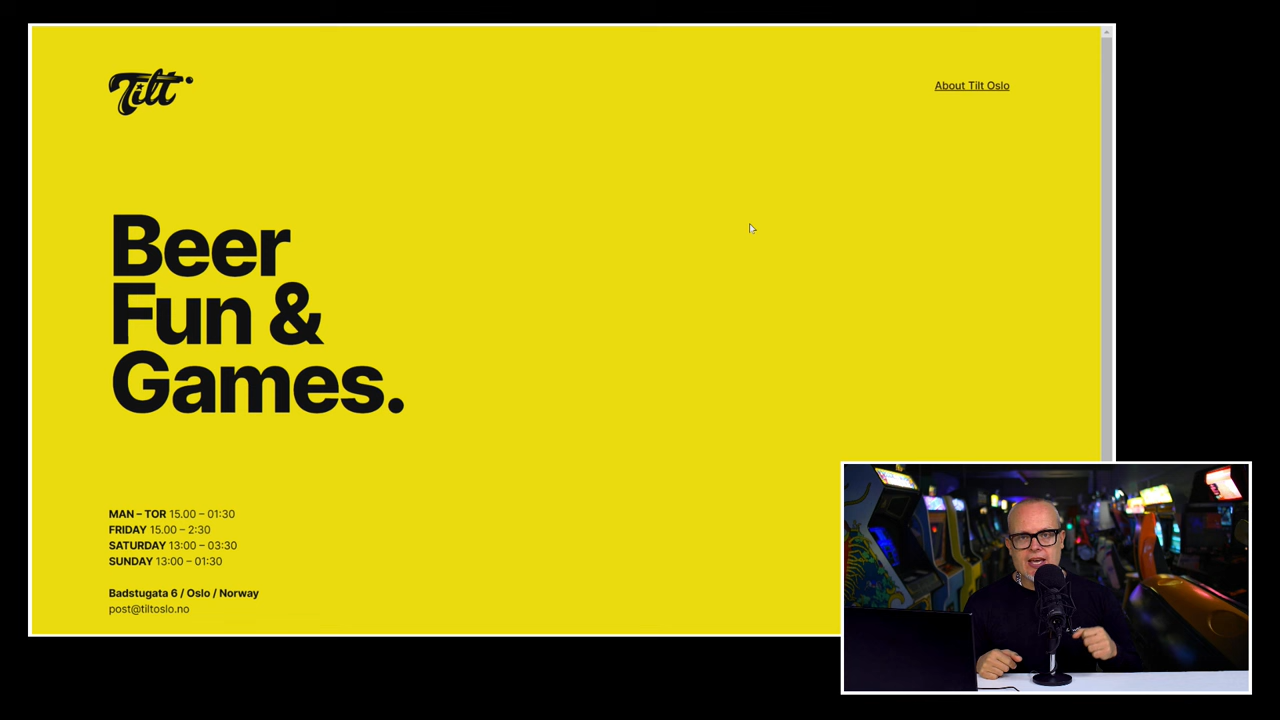 Tilt
About Tilt Oslo
Beer
Fun &
Games.
MAN – TOR 15.00 – 01:30
FRIDAY 15.00 – 2:30
SATURDAY 13:00 – 03:30
SUNDAY 13:00 – 01:30
Badstugata 6 / Oslo / Norway
post@tiltoslo.no